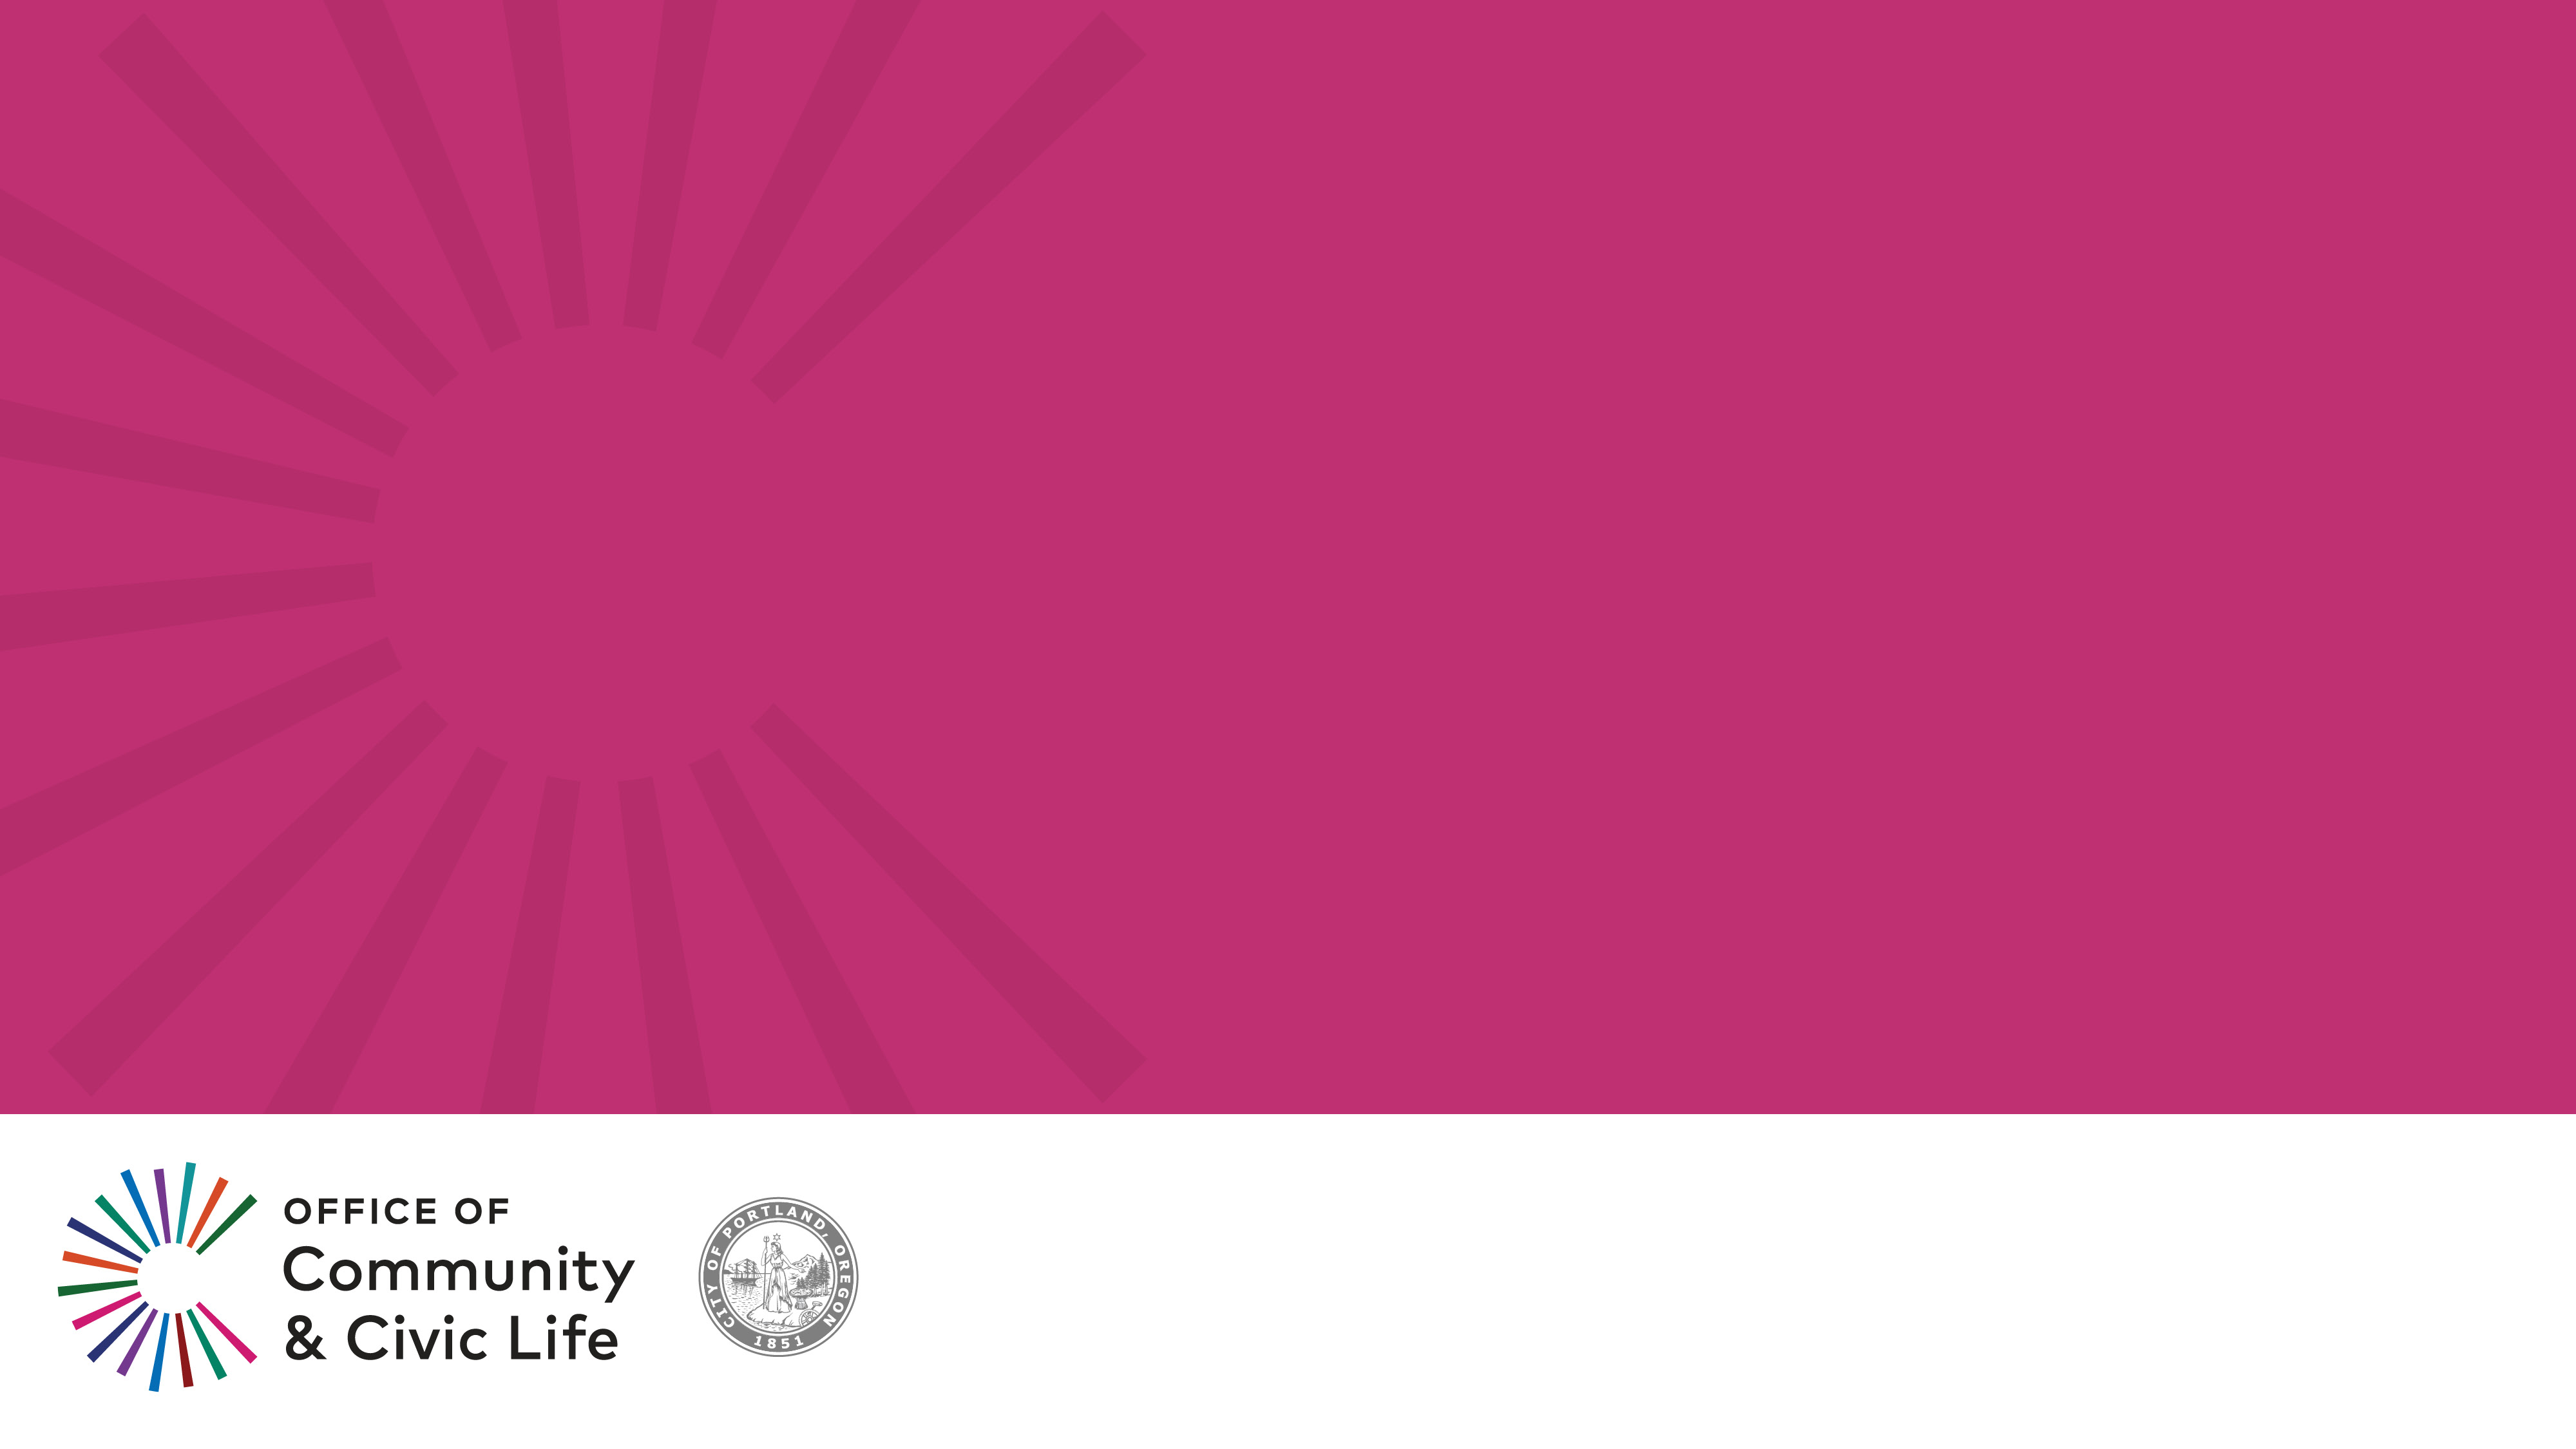 OFFICE OF
Community
& Civic Life
CITY OF PORTLAND, OREGON
1851